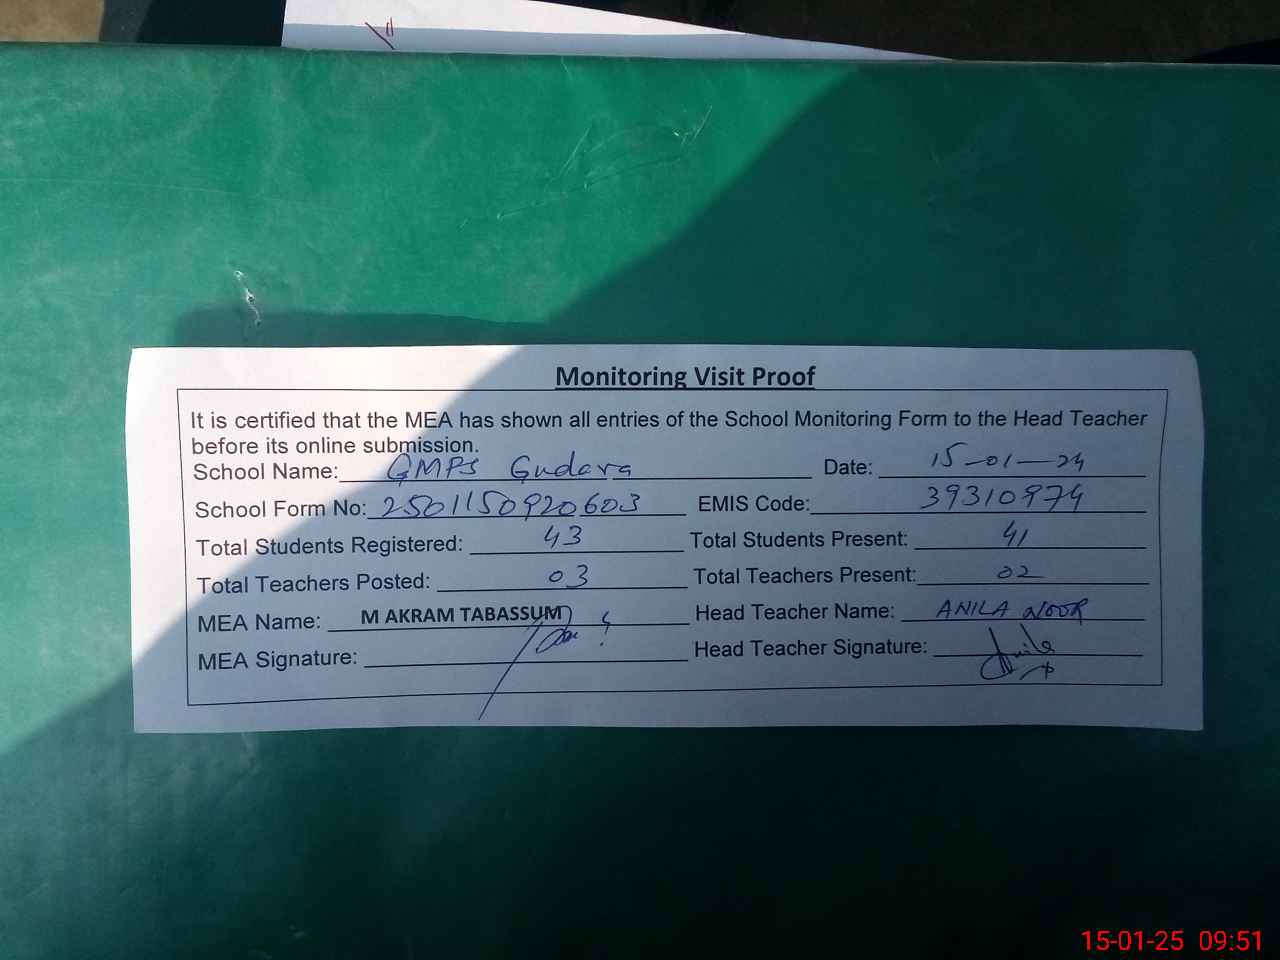 Monitoring Visit Proof
It is certified that the MEA has shown all entries of the School Monitoring Form to the Head Teacher
before its online submission.
School Name: GMPS Gudara Date: 15-01-24
School Form No: 2501150920603 EMIS Code: 39310974
Total Students Registered: 43 Total Students Present: 41
Total Teachers Posted: 03 Total Teachers Present: 02
MEA Name: M AKRAM TABASSUM Head Teacher Name: ANILA NOOR
MEA Signature: Head Teacher Signature: Anila
15-01-25 09:51